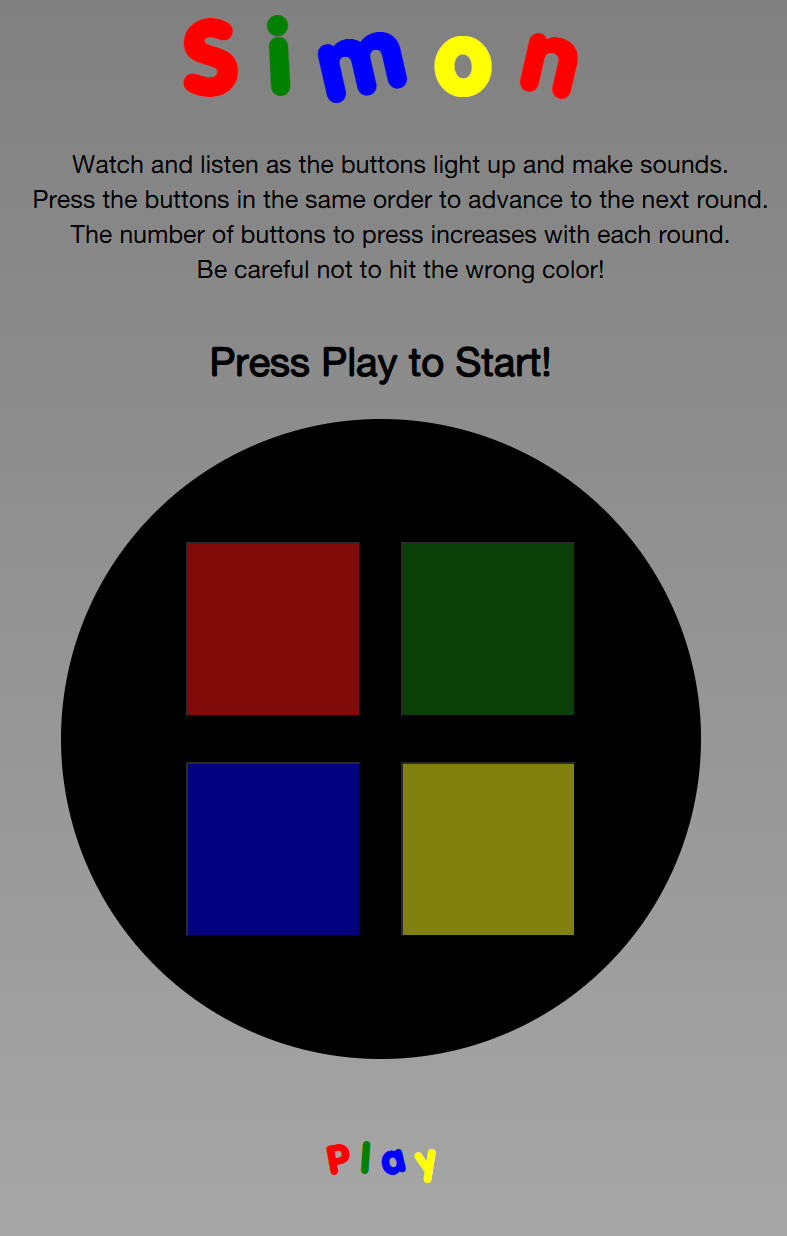 Simon
Watch and listen as the buttons light up and make sounds.
Press the buttons in the same order to advance to the next round.
The number of buttons to press increases with each round.
Be careful not to hit the wrong color!
Press Play to Start!
Play